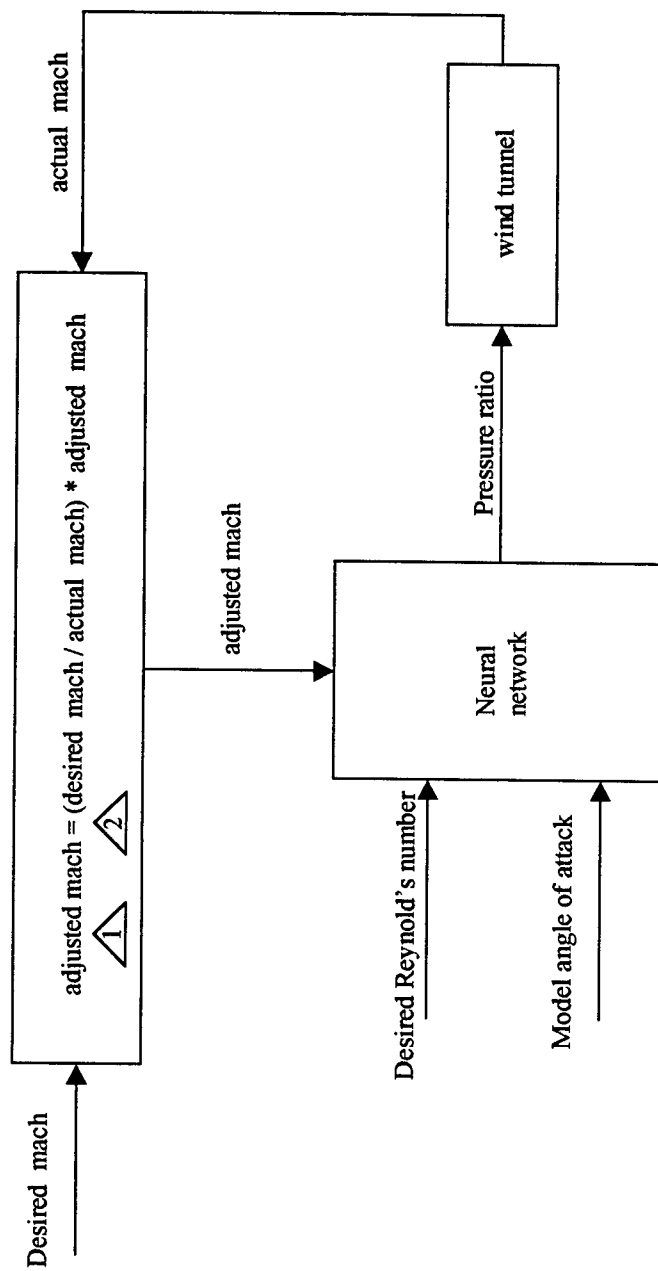 Desired mach
adjusted mach = (desired mach / actual mach) * adjusted mach
1
2
actual mach
adjusted mach
Desired Reynold's number
Model angle of attack
Neural
network
Pressure ratio
wind tunnel